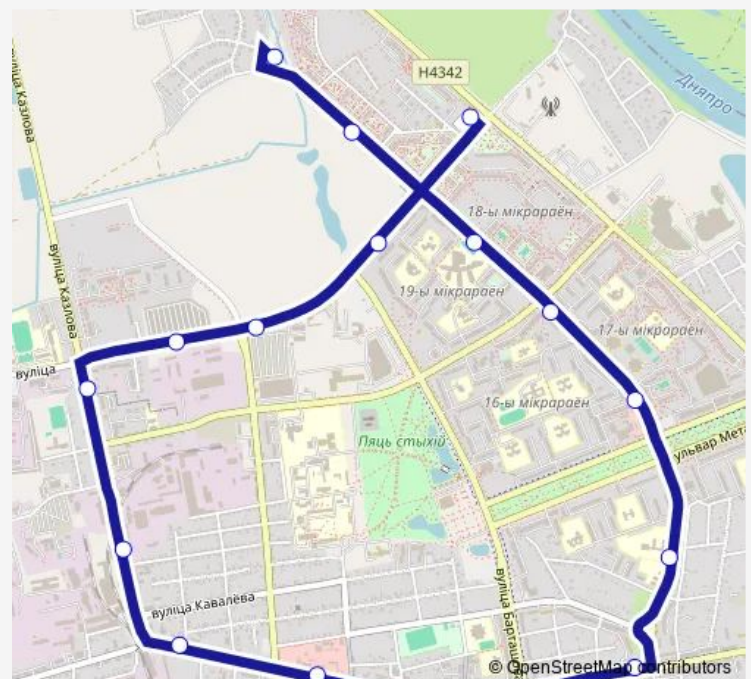 вуліца Казлова
H4342
Дняпро
18-ы мікрараён
вуліца Казлова
19-ы мікрараён
17-ы мікрараён
вуліца
16-ы мікрараён
Пяць стыхій
ульвар Мета
вуліца Кавалёва
вуліца Барташ
© OpenStreetMap contributors